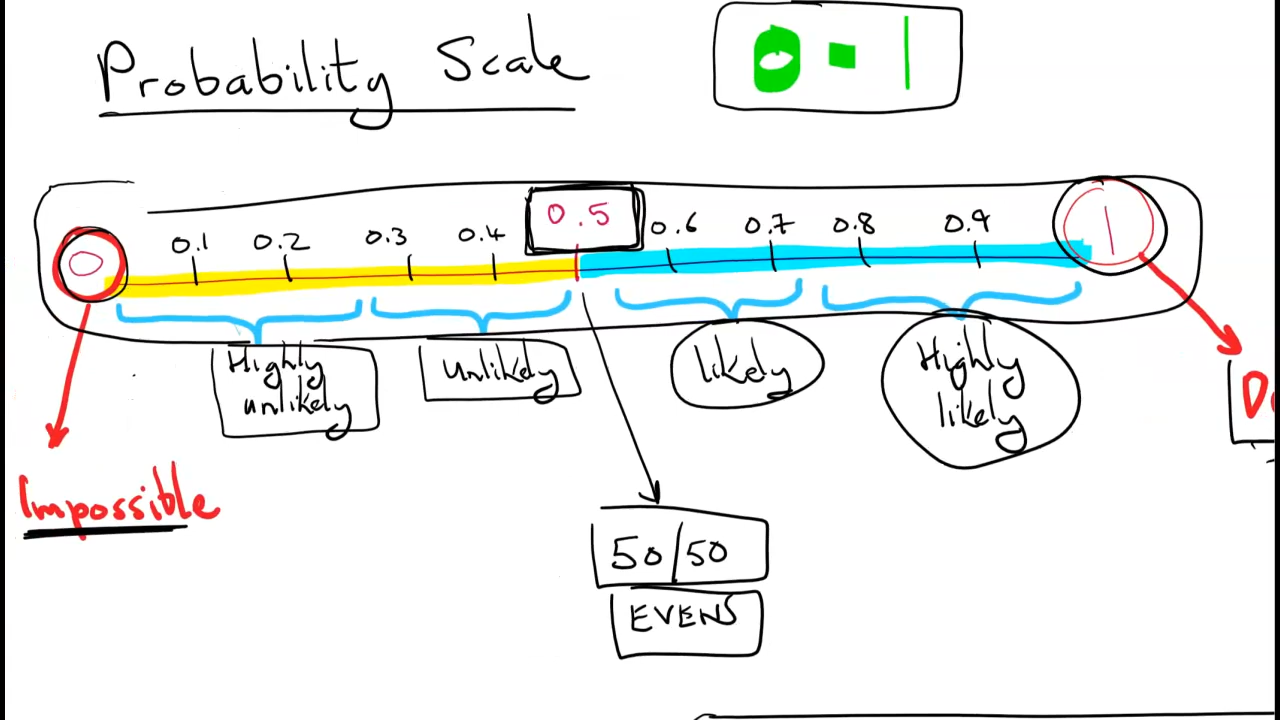 Probability Scale
0 - 1
0 0.1 0.2 0.3 0.4 0.5 0.6 0.7 0.8 0.9 1
Highly
unlikely
Unlikely
likely
Highly
likely
Impossible
50/50
EVENS